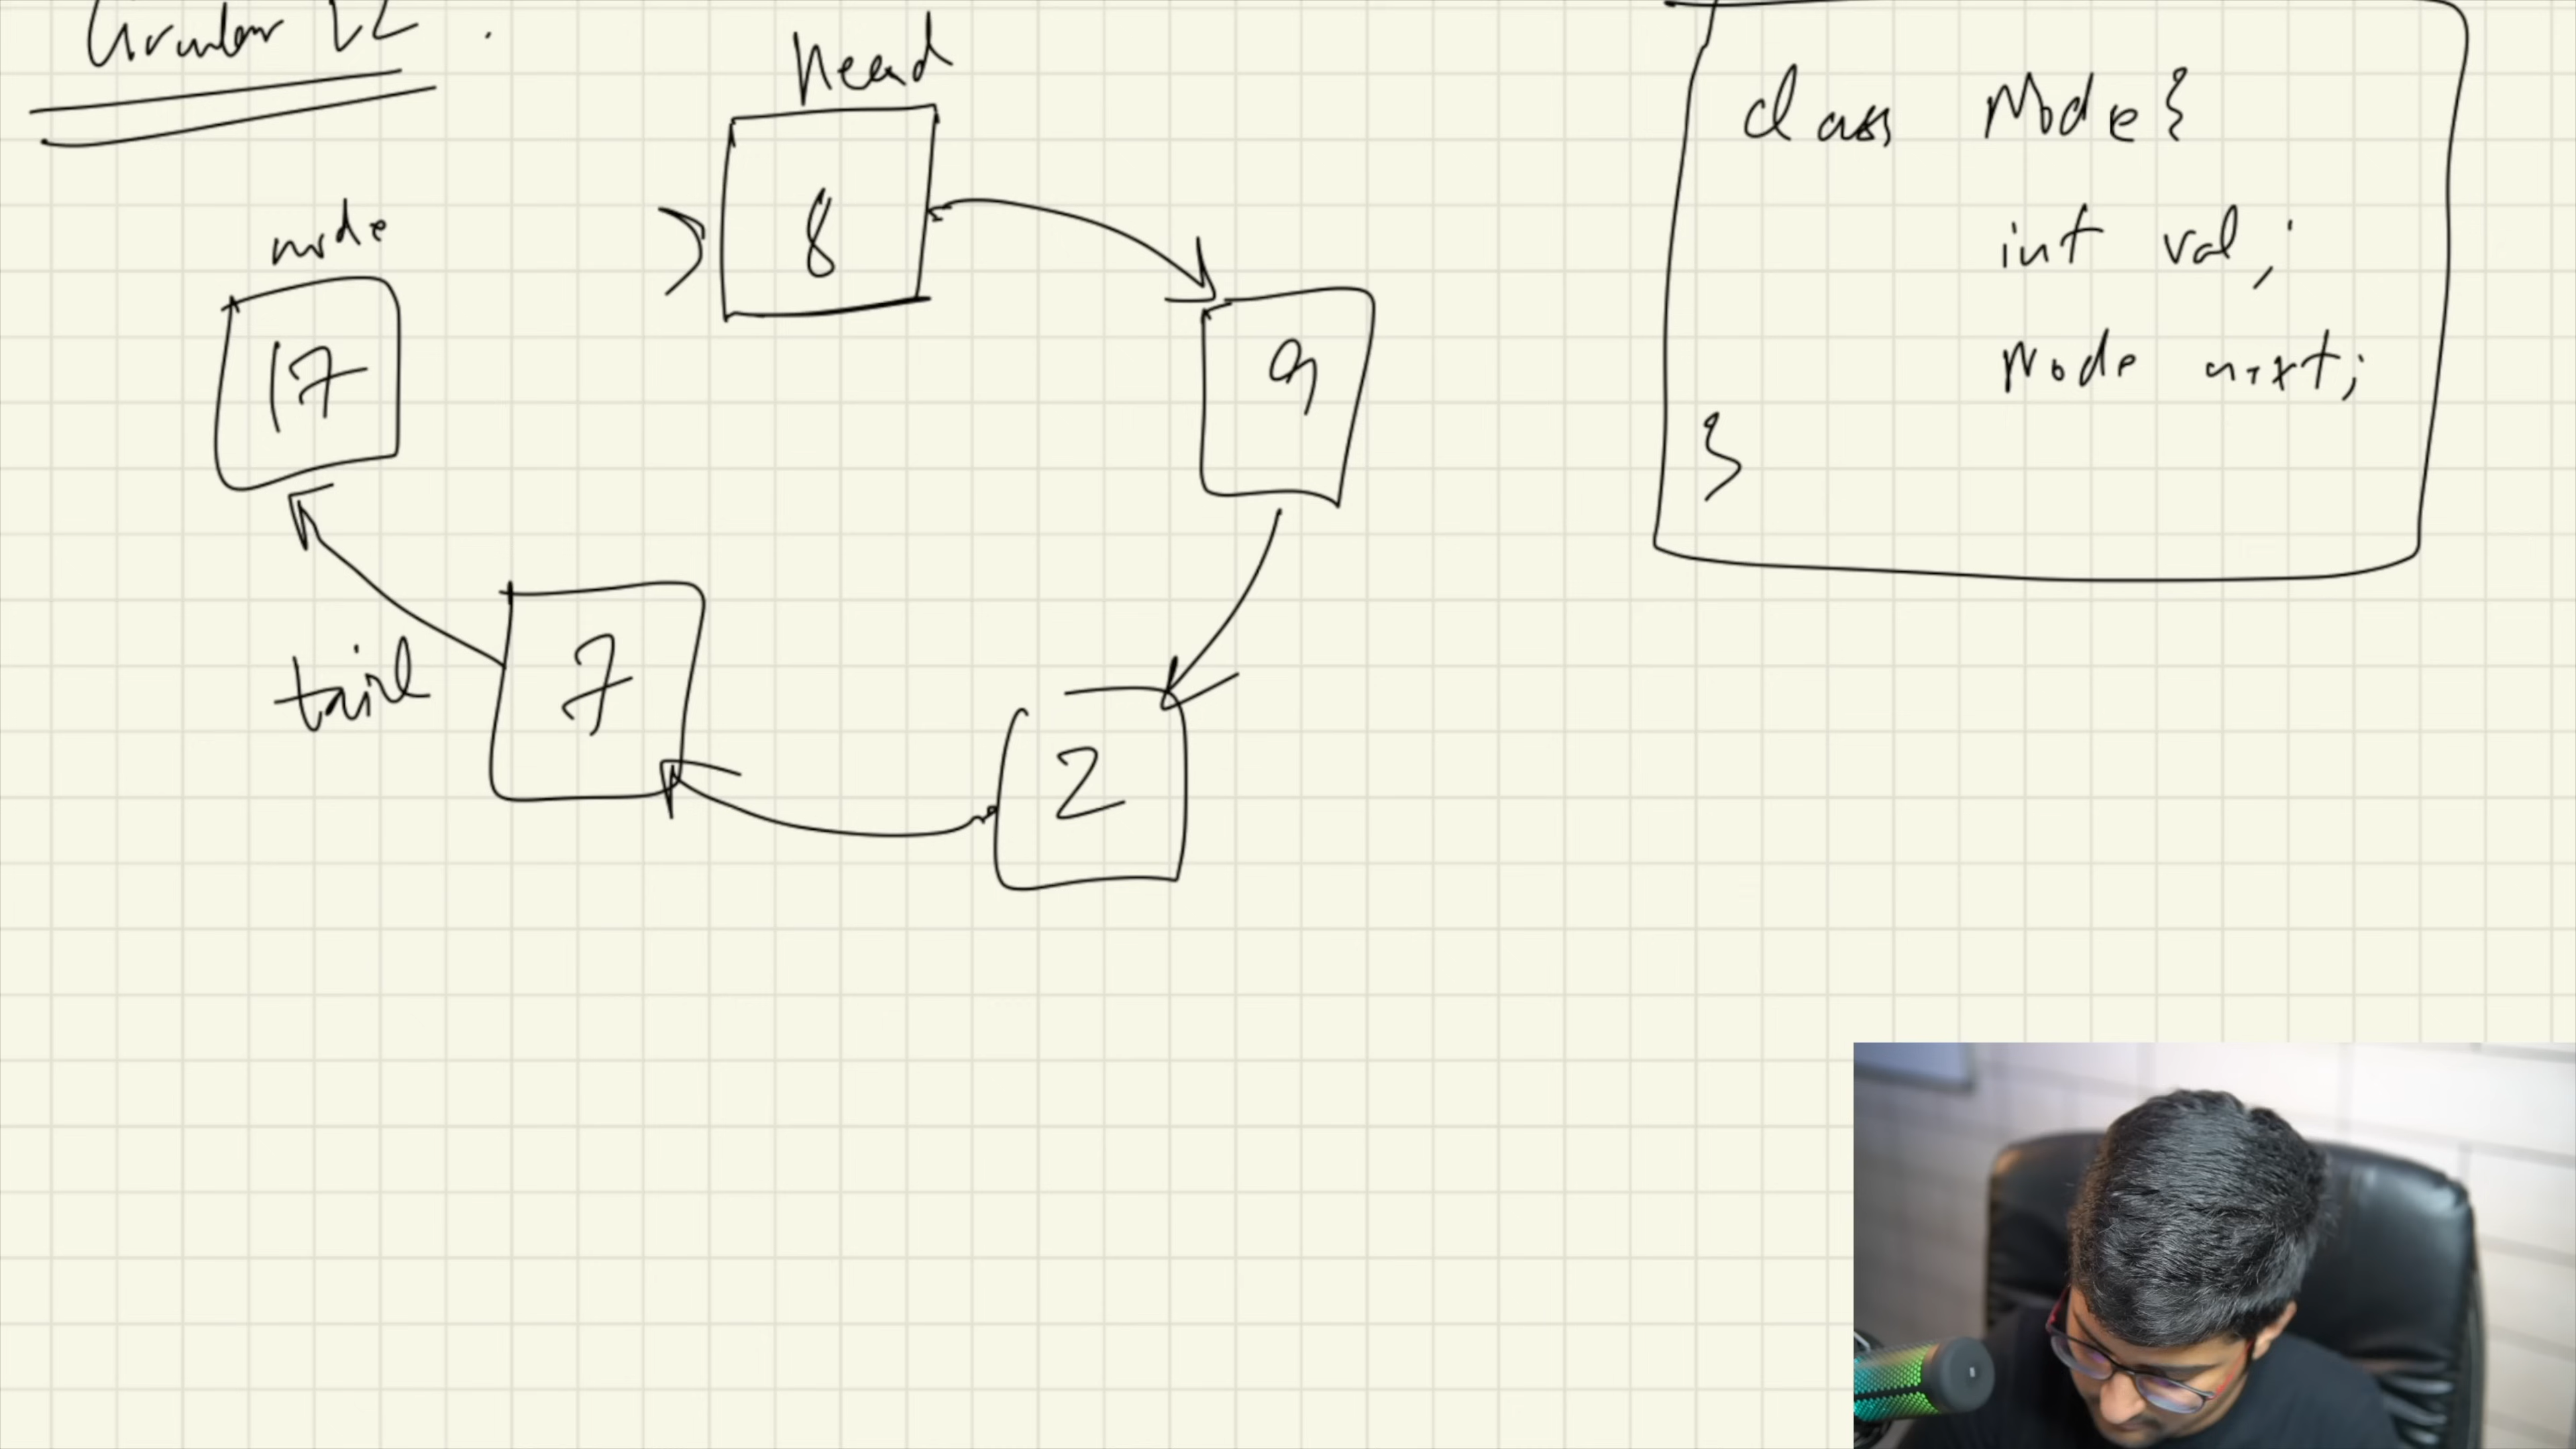 Circular LL
Head
8
node
17
9
tail
7
2
class Node{
int val;
Node next;
}